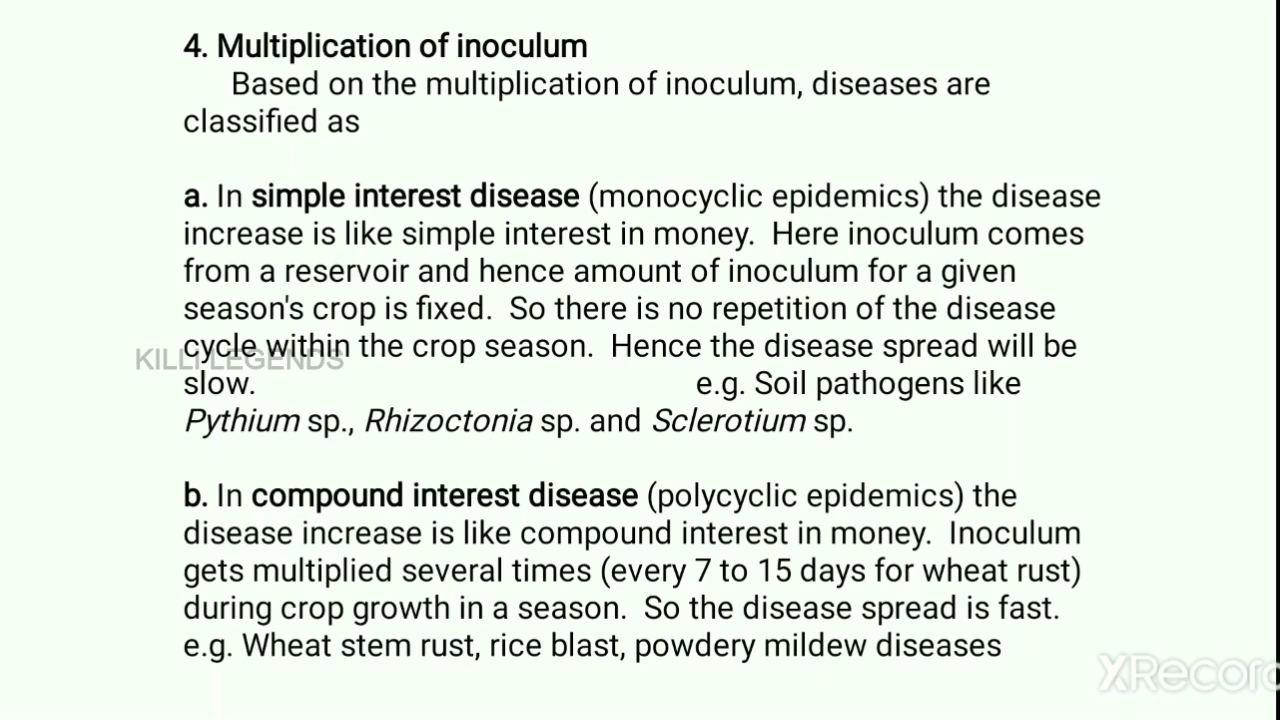 4. Multiplication of inoculum
Based on the multiplication of inoculum, diseases are
classified as
a. In simple interest disease (monocyclic epidemics) the disease
increase is like simple interest in money. Here inoculum comes
from a reservoir and hence amount of inoculum for a given
season's crop is fixed. So there is no repetition of the disease
cycle within the crop season. Hence the disease spread will be
KILLI LEGENDS
slow. e.g. Soil pathogens like
Pythium sp., Rhizoctonia sp. and Sclerotium sp.
b. In compound interest disease (polycyclic epidemics) the
disease increase is like compound interest in money. Inoculum
gets multiplied several times (every 7 to 15 days for wheat rust)
during crop growth in a season. So the disease spread is fast.
e.g. Wheat stem rust, rice blast, powdery mildew diseases
XRecord